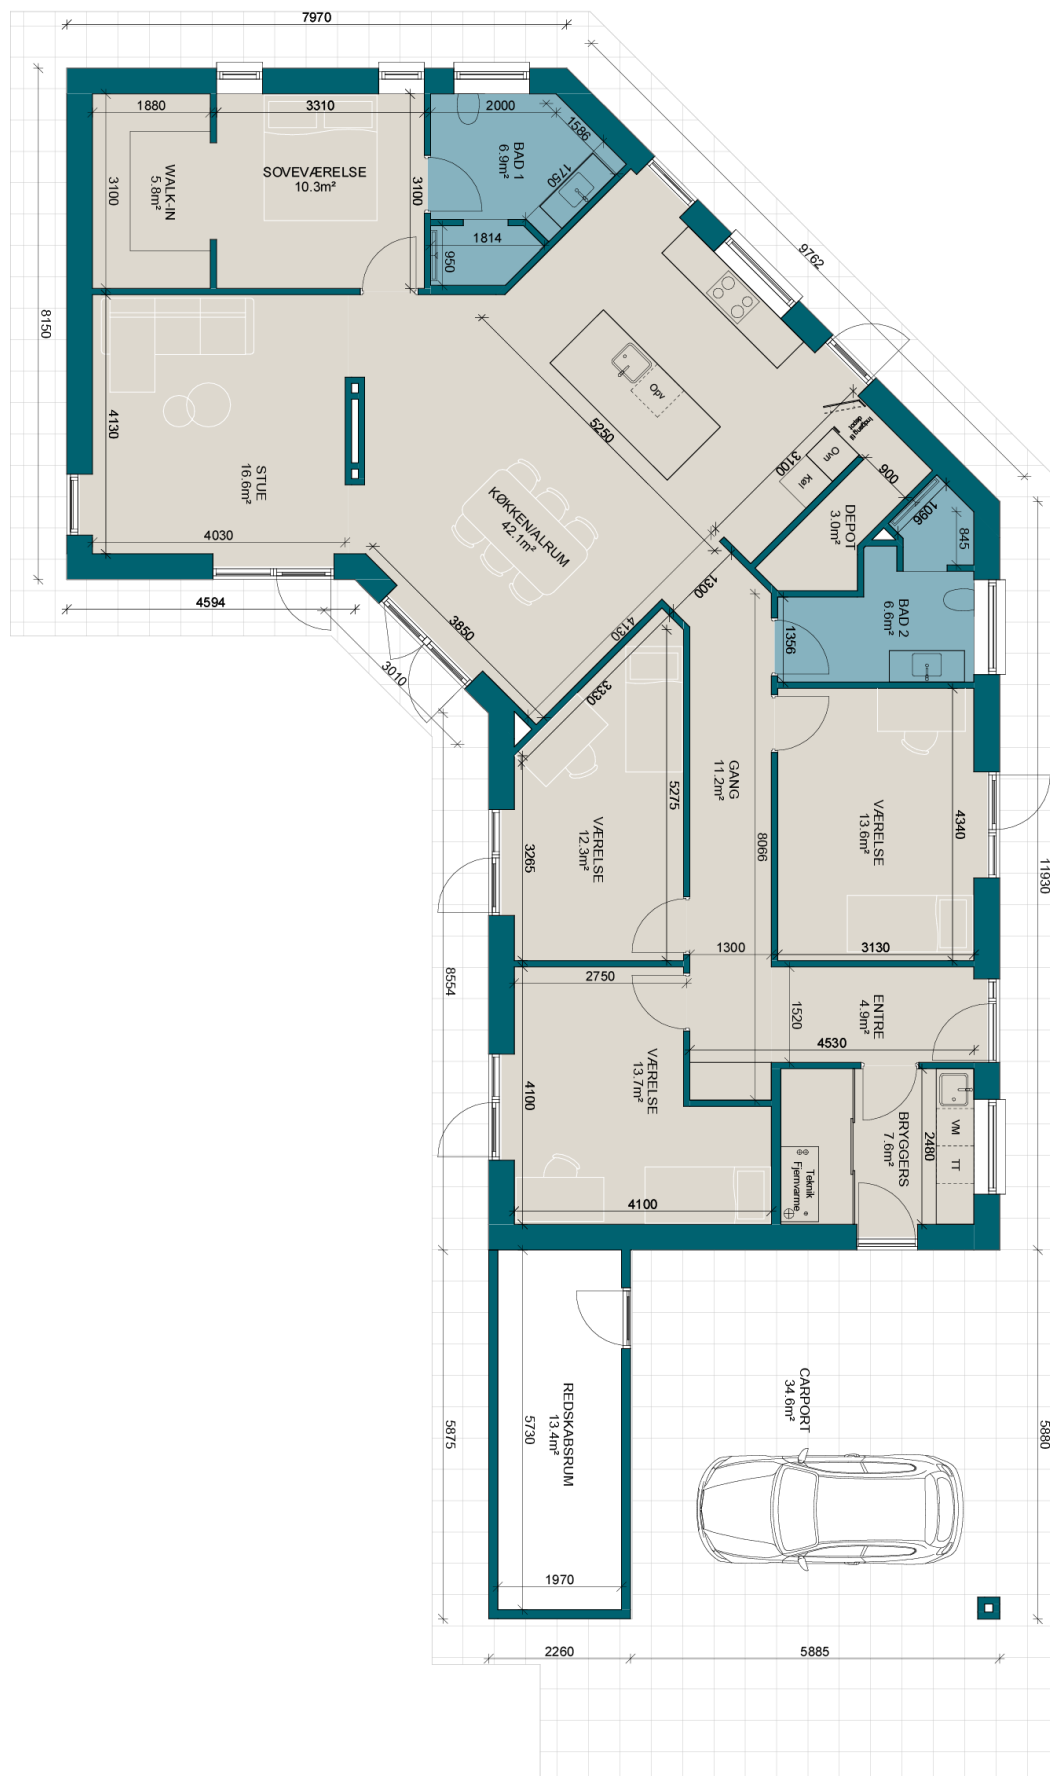 7970
1880
3310
2000
1586
WALK-IN
5.8m²
3100
SOVEVÆRELSE
10.3m²
3100
BAD 1
6.9m²
1750
1814
950
9762
8150
4130
STUE
16.6m²
4030
4594
5250
Opv
KØKKEN/ALRUM
42.1m²
3100
Indgang til
depot
Ovn
Køl
900
1096
845
DEPOT
3.0m²
1300
BAD 2
6.6m²
1356
3850
4130
3010
3330
5275
GANG
11.2m²
8066
VÆRELSE
12.3m²
3265
VÆRELSE
13.6m²
4340
11930
1300
3130
8554
2750
1520
ENTRE
4.9m²
4530
VÆRELSE
13.7m²
4100
4100
BRYGGERS
7.6m²
2480
VM
TT
Teknik
Fjernvarme
REDSKABSRUM
13.4m²
5730
1970
CARPORT
34.6m²
5875
5880
2260
5885